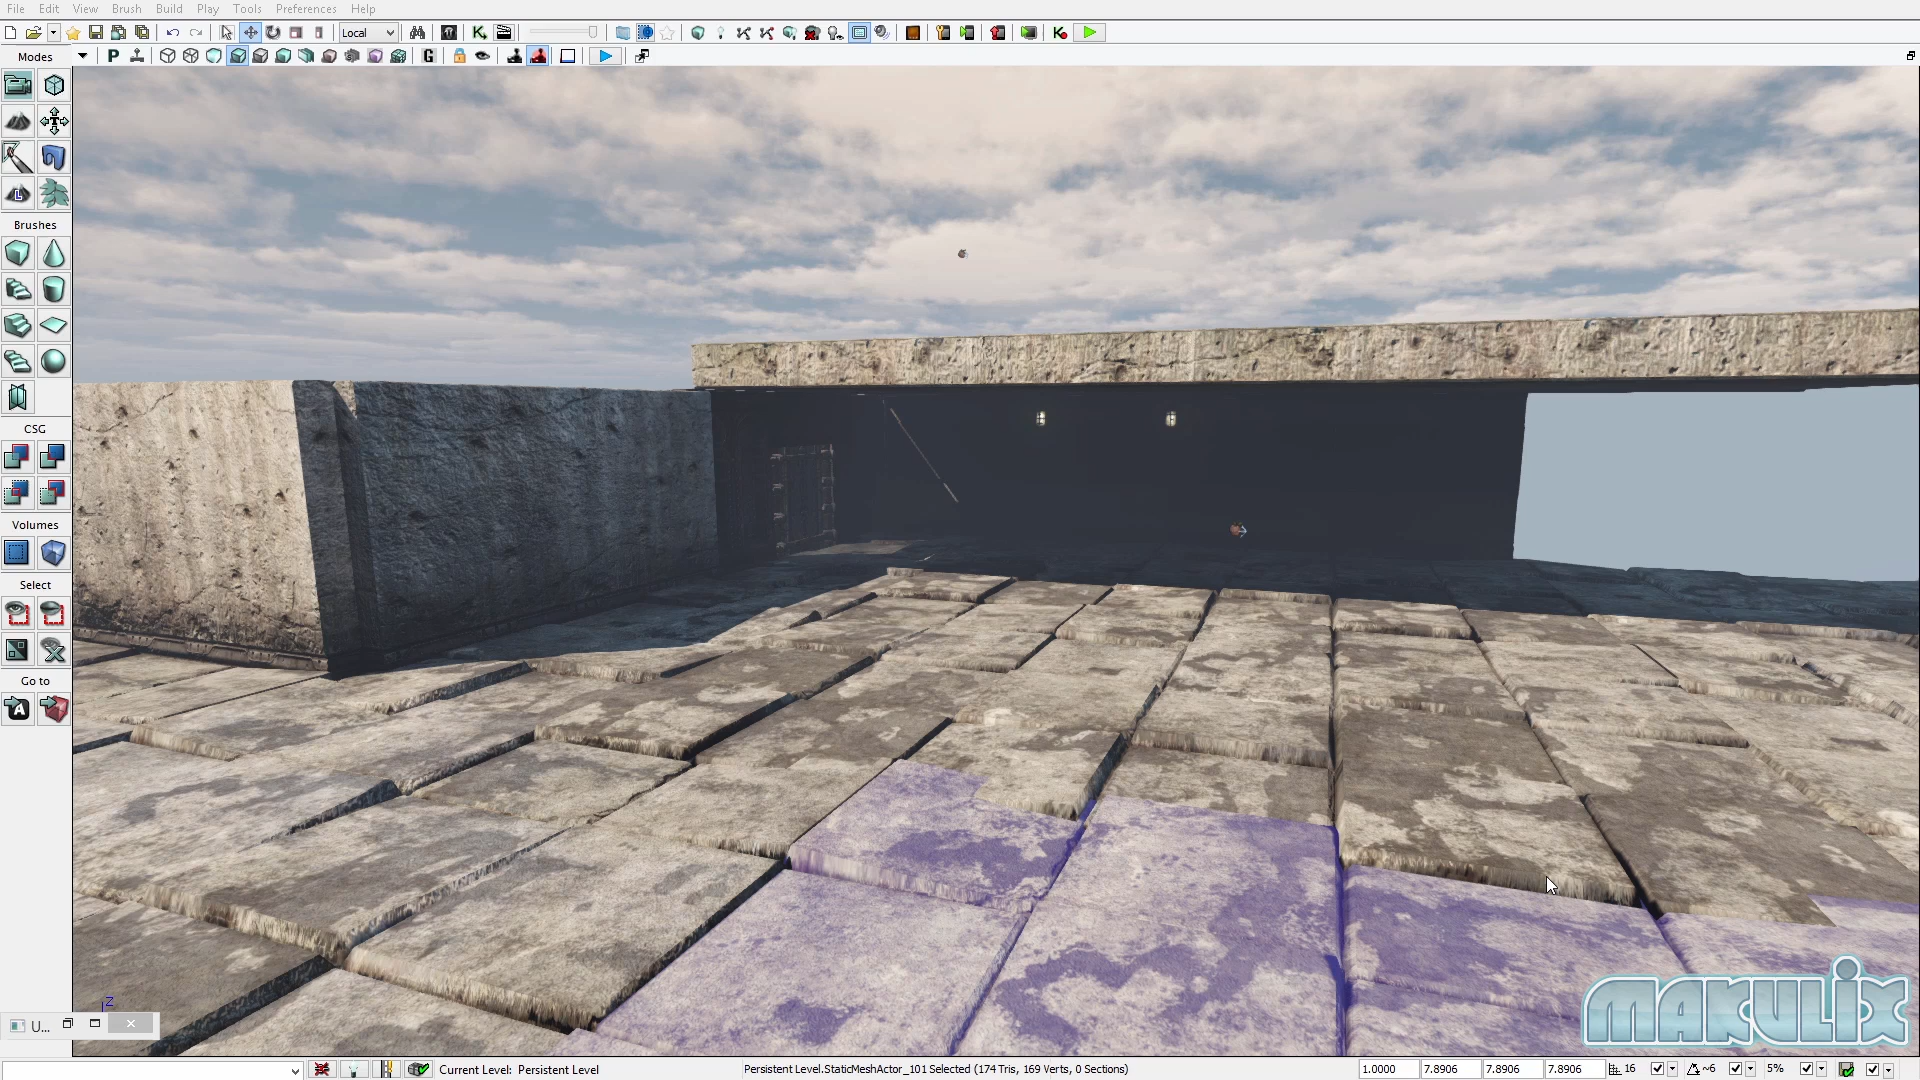 File Edit View Brush Build Play Tools Preferences Help
Local
Modes
P
G
L
Brushes
CSG
Volumes
Select
Go to
A
Z
U...
MAKULIX
Current Level: Persistent Level
Persistent Level.StaticMeshActor_101 Selected (174 Tris, 169 Verts, 0 Sections)
1.0000 7.8906 7.8906 7.8906 16 ~6 5%